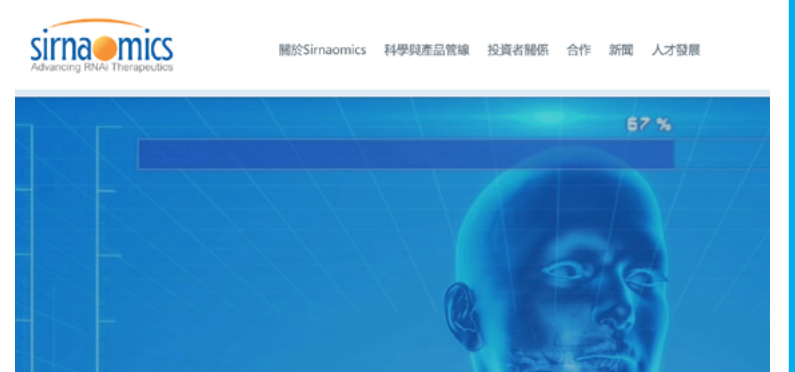 sirnaomics
Advancing RNAi Therapeutics
關於Sirnaomics 科學與產品管線 投資者關係 合作 新聞 人才發展
67 %